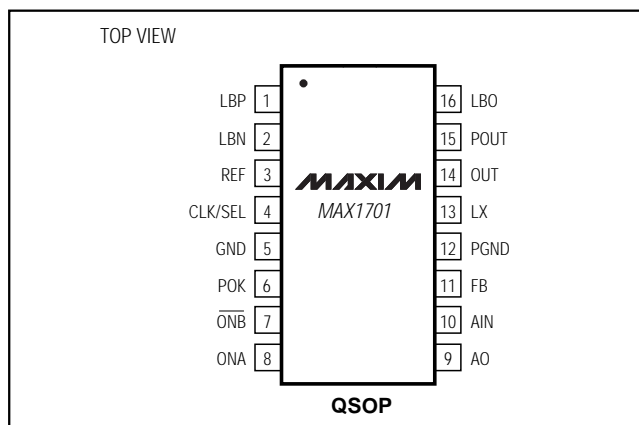 TOP VIEW
LBP 1
LBN 2
REF 3
CLK/SEL 4
GND 5
POK 6
ONB 7
ONA 8
MAXIM
MAX1701
16 LBO
15 POUT
14 OUT
13 LX
12 PGND
11 FB
10 AIN
9 AO
QSOP